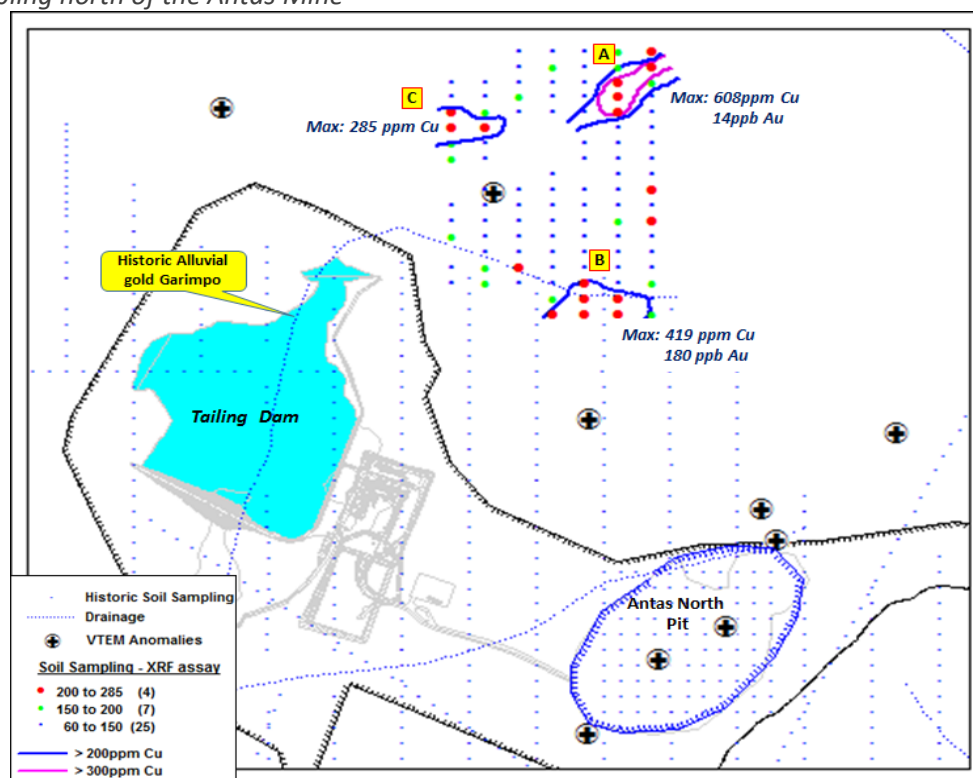 pling north of the Antas Mine
A
C
Max: 608ppm Cu
14ppb Au
Max: 285 ppm Cu
Historic Alluvial
gold Garimpo
B
Max: 419 ppm Cu
180 ppb Au
Tailing Dam
Antas North
Pit
Historic Soil Sampling
Drainage
VTEM Anomalies
Soil Sampling - XRF assay
200 to 285 (4)
150 to 200 (7)
60 to 150 (25)
> 200ppm Cu
> 300ppm Cu